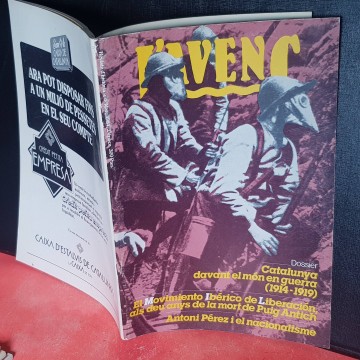 L'AVENÇ
Dossier
Catalunya
davant el món en guerra
(1914-1919)
El Movimiento Ibérico de Liberación,
als deu anys de la mort de Puig Antich
Antoni Pérez i el nacionalisme
ARA POT DISPOSAR FINS
A UN MILIÓ DE PESSETES
EN EL SEU COMPTE.
CREDIT PETITA
EMPRESA
CAIXA D'ESTALVIS DE CATALUNYA